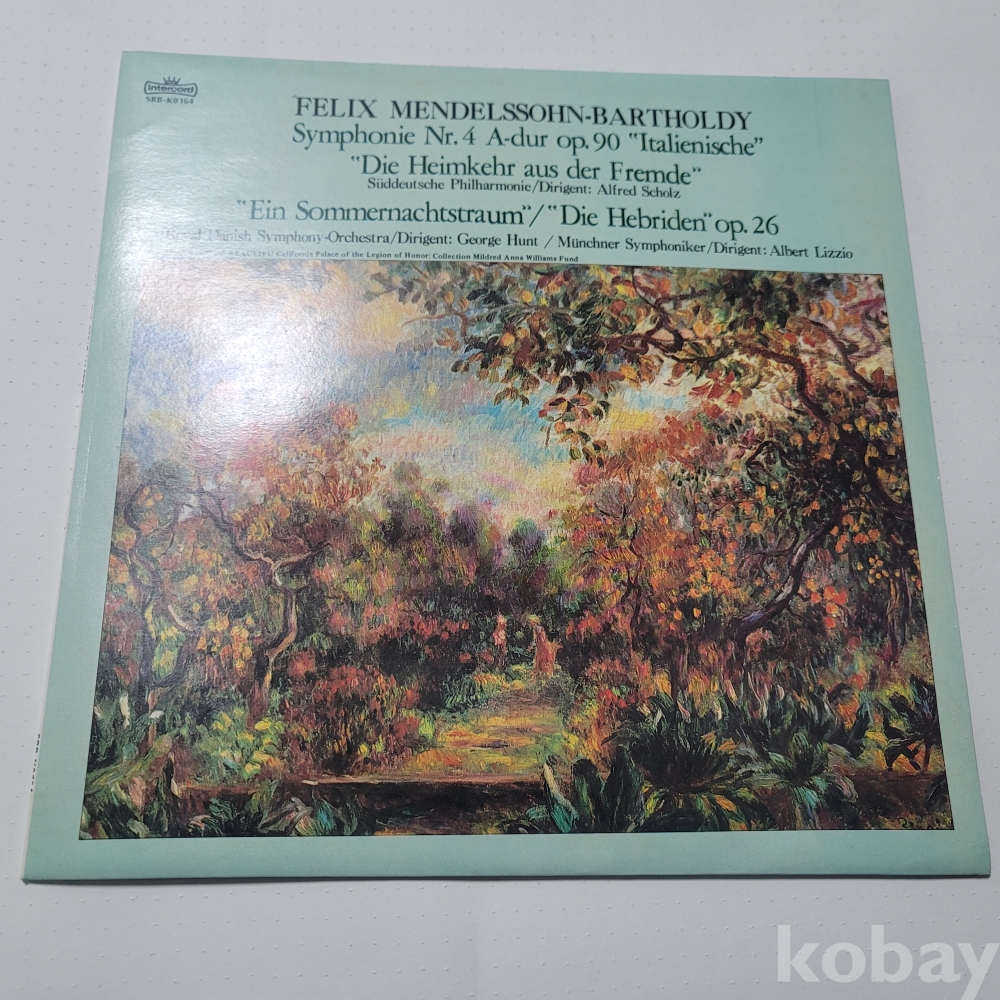 Intercord
SRB-K0164
FELIX MENDELSSOHN-BARTHOLDY
Symphonie Nr. 4 A-dur op. 90 "Italienische"
"Die Heimkehr aus der Fremde"
Süddeutsche Philharmonie/Dirigent: Alfred Scholz
"Ein Sommernachtstraum"/"Die Hebriden" op. 26
Royal Danish Symphony-Orchestra/Dirigent: George Hunt / Münchner Symphoniker/Dirigent: Albert Lizzio
California Palace of the Legion of Honor: Collection Mildred Anna Williams Fund
kobay